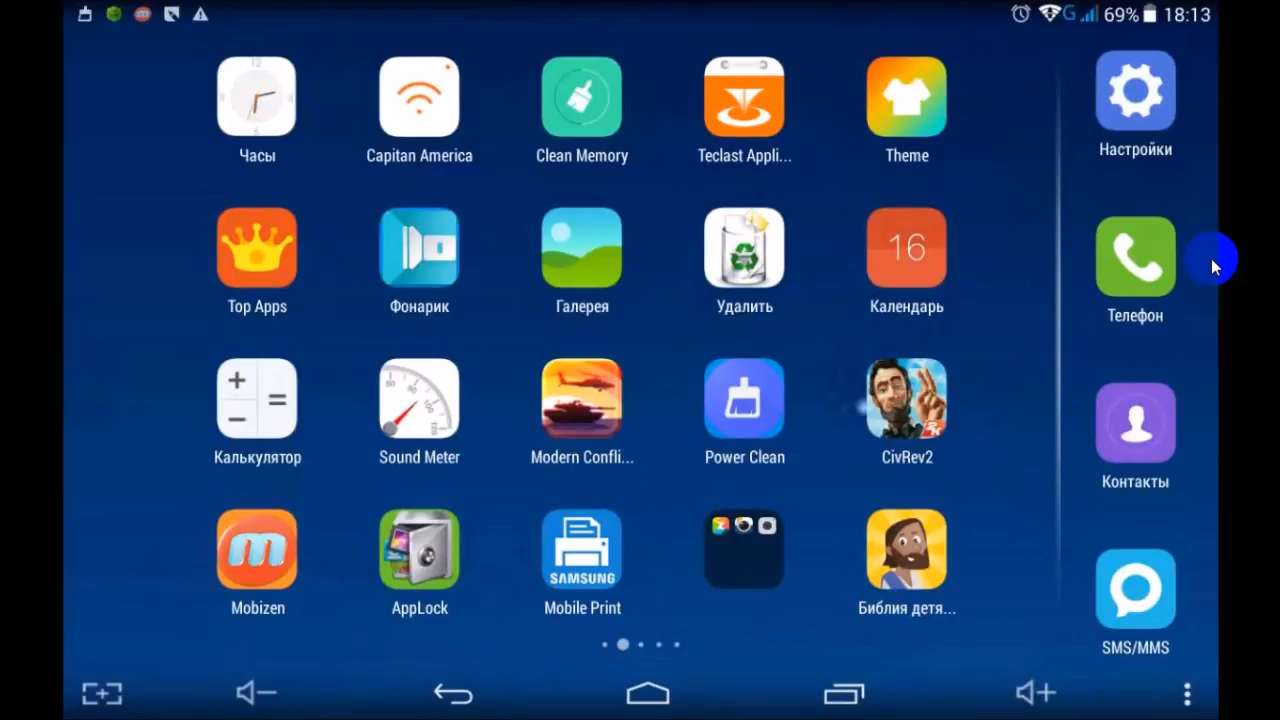 69% 18:13
Часы
Capitan America
Clean Memory
Teclast Appli...
Theme
Настройки
Top Apps
Фонарик
Галерея
Удалить
16
Календарь
Телефон
Калькулятор
Sound Meter
Modern Confli...
Power Clean
2K
CivRev2
Контакты
Mobizen
AppLock
SAMSUNG
Mobile Print
Библия детя...
SMS/MMS